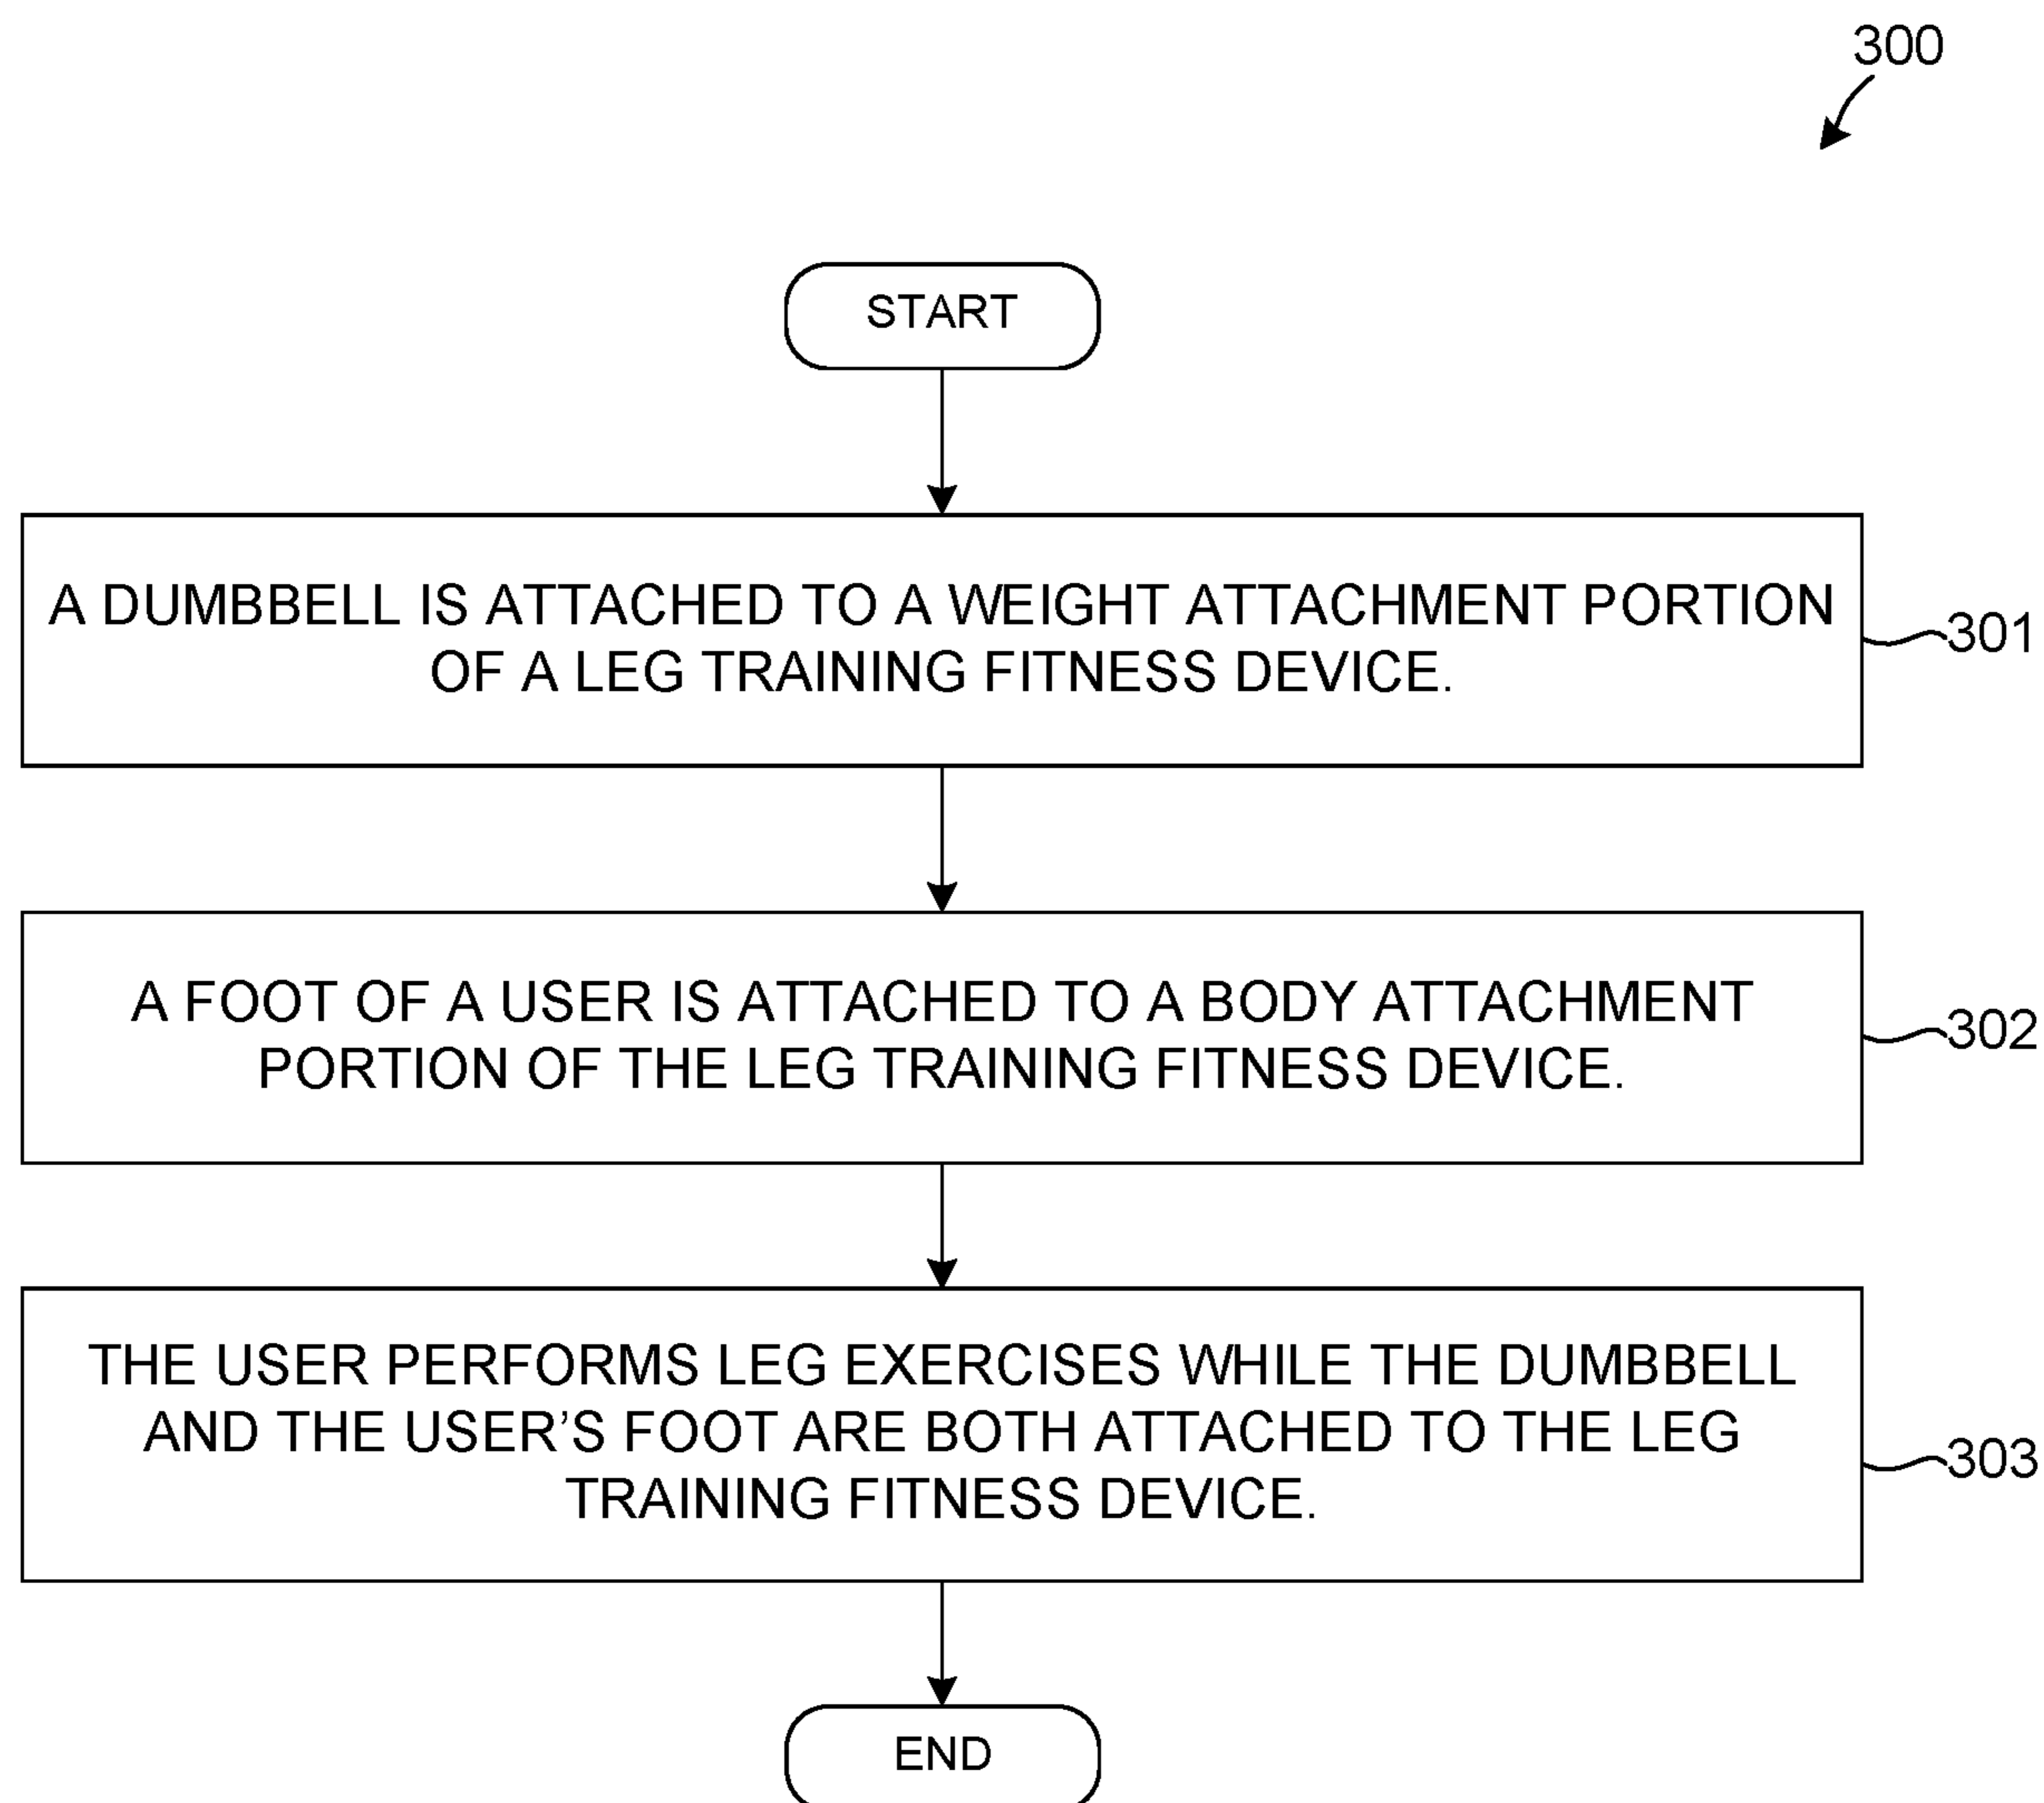 300
START
A DUMBBELL IS ATTACHED TO A WEIGHT ATTACHMENT PORTION
OF A LEG TRAINING FITNESS DEVICE.
301
A FOOT OF A USER IS ATTACHED TO A BODY ATTACHMENT
PORTION OF THE LEG TRAINING FITNESS DEVICE.
302
THE USER PERFORMS LEG EXERCISES WHILE THE DUMBBELL
AND THE USER’S FOOT ARE BOTH ATTACHED TO THE LEG
TRAINING FITNESS DEVICE.
303
END